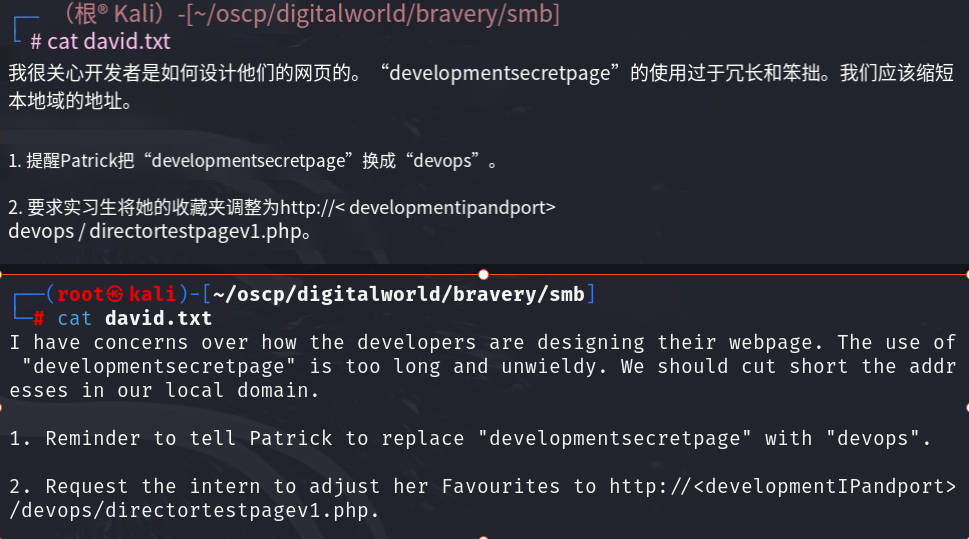 ┌── （根® Kali）-[~/oscp/digitalworld/bravery/smb]
└ # cat david.txt
我很关心开发者是如何设计他们的网页的。“developmentsecretpage”的使用过于冗长和笨拙。我们应该缩短
本地域的地址。
1. 提醒Patrick把“developmentsecretpage”换成“devops”。
2. 要求实习生将她的收藏夹调整为http://< developmentipandport>
devops / directortestpagev1.php。
┌──(root㉿kali)-[~/oscp/digitalworld/bravery/smb]
└─# cat david.txt
I have concerns over how the developers are designing their webpage. The use of
"developmentsecretpage" is too long and unwieldy. We should cut short the addr
esses in our local domain.
1. Reminder to tell Patrick to replace "developmentsecretpage" with "devops".
2. Request the intern to adjust her Favourites to http://<developmentIPandport>
/devops/directortestpagev1.php.